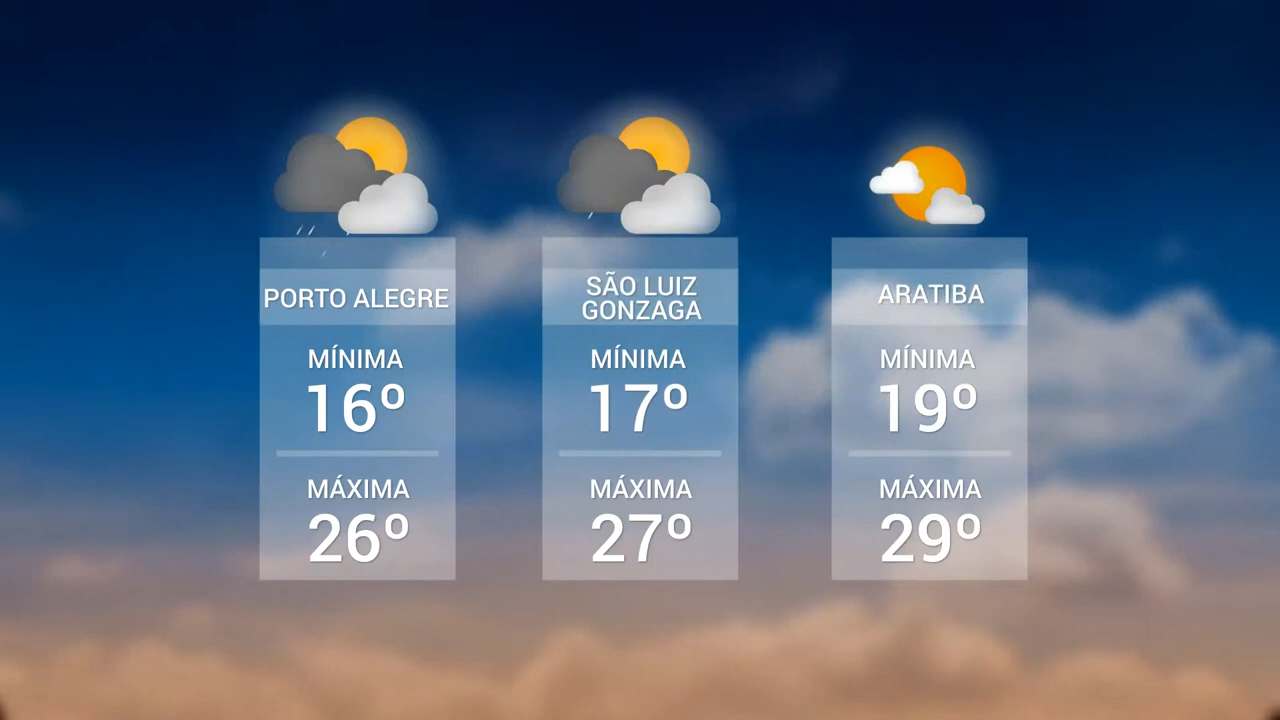 PORTO ALEGRE
MÍNIMA
16º
MÁXIMA
26º
SÃO LUIZ
GONZAGA
MÍNIMA
17º
MÁXIMA
27º
ARATIBA
MÍNIMA
19º
MÁXIMA
29º